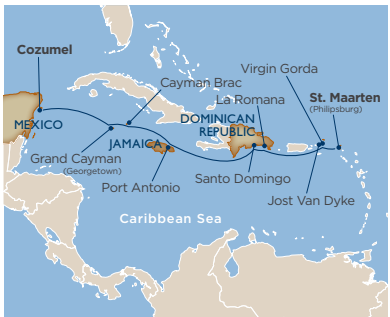 Cozumel
Cayman Brac
Virgin Gorda
La Romana
St. Maarten
(Philipsburg)
MEXICO
DOMINICAN
REPUBLIC
JAMAICA
Grand Cayman
(Georgetown)
Port Antonio
Santo Domingo
Jost Van Dyke
Caribbean Sea